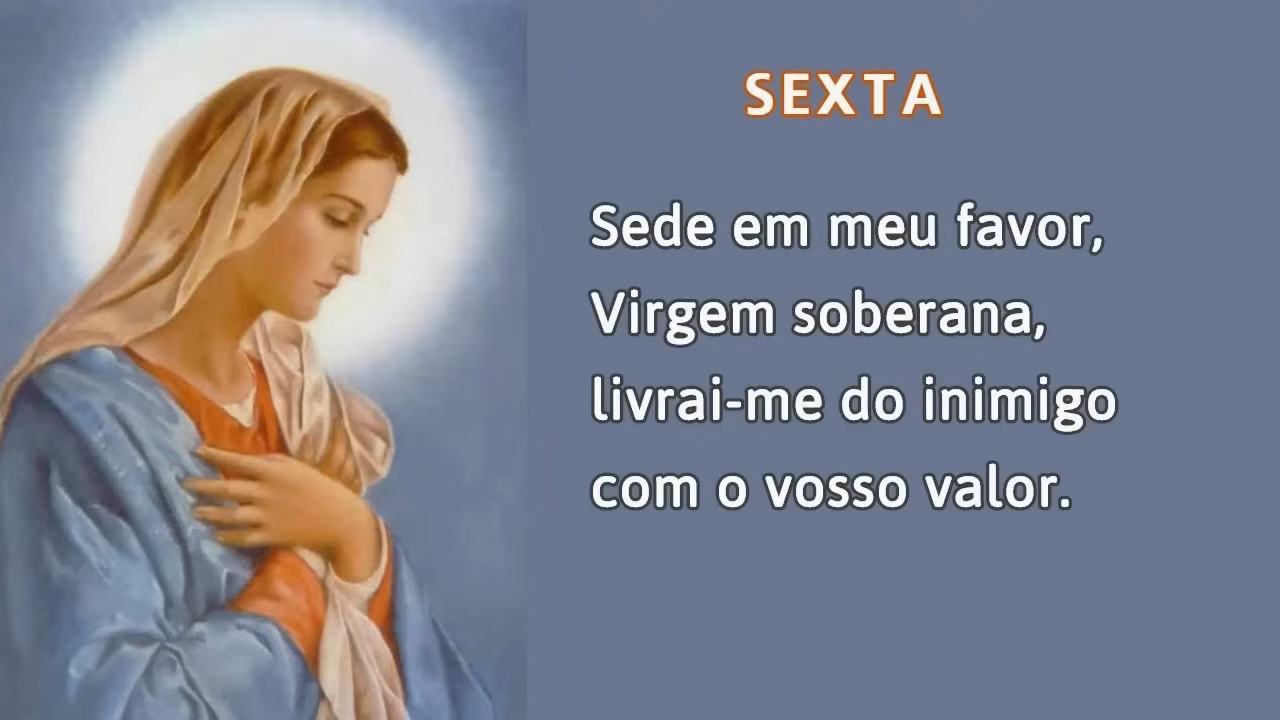 SEXTA
Sede em meu favor,
Virgem soberana,
livrai-me do inimigo
com o vosso valor.